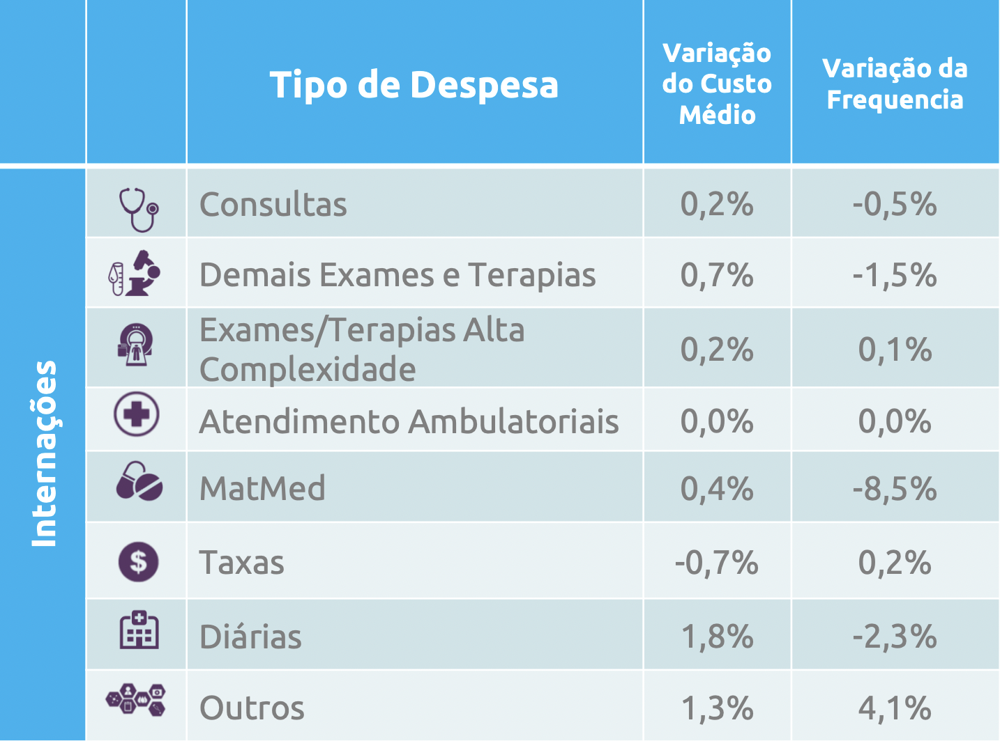 Tipo de Despesa
Variação
do Custo
Médio
Variação da
Frequencia
Internações
Consultas
0,2%
-0,5%
Demais Exames e Terapias
0,7%
-1,5%
Exames/Terapias Alta
Complexidade
0,2%
0,1%
Atendimento Ambulatoriais
0,0%
0,0%
MatMed
0,4%
-8,5%
$
Taxas
-0,7%
0,2%
Diárias
1,8%
-2,3%
Outros
1,3%
4,1%